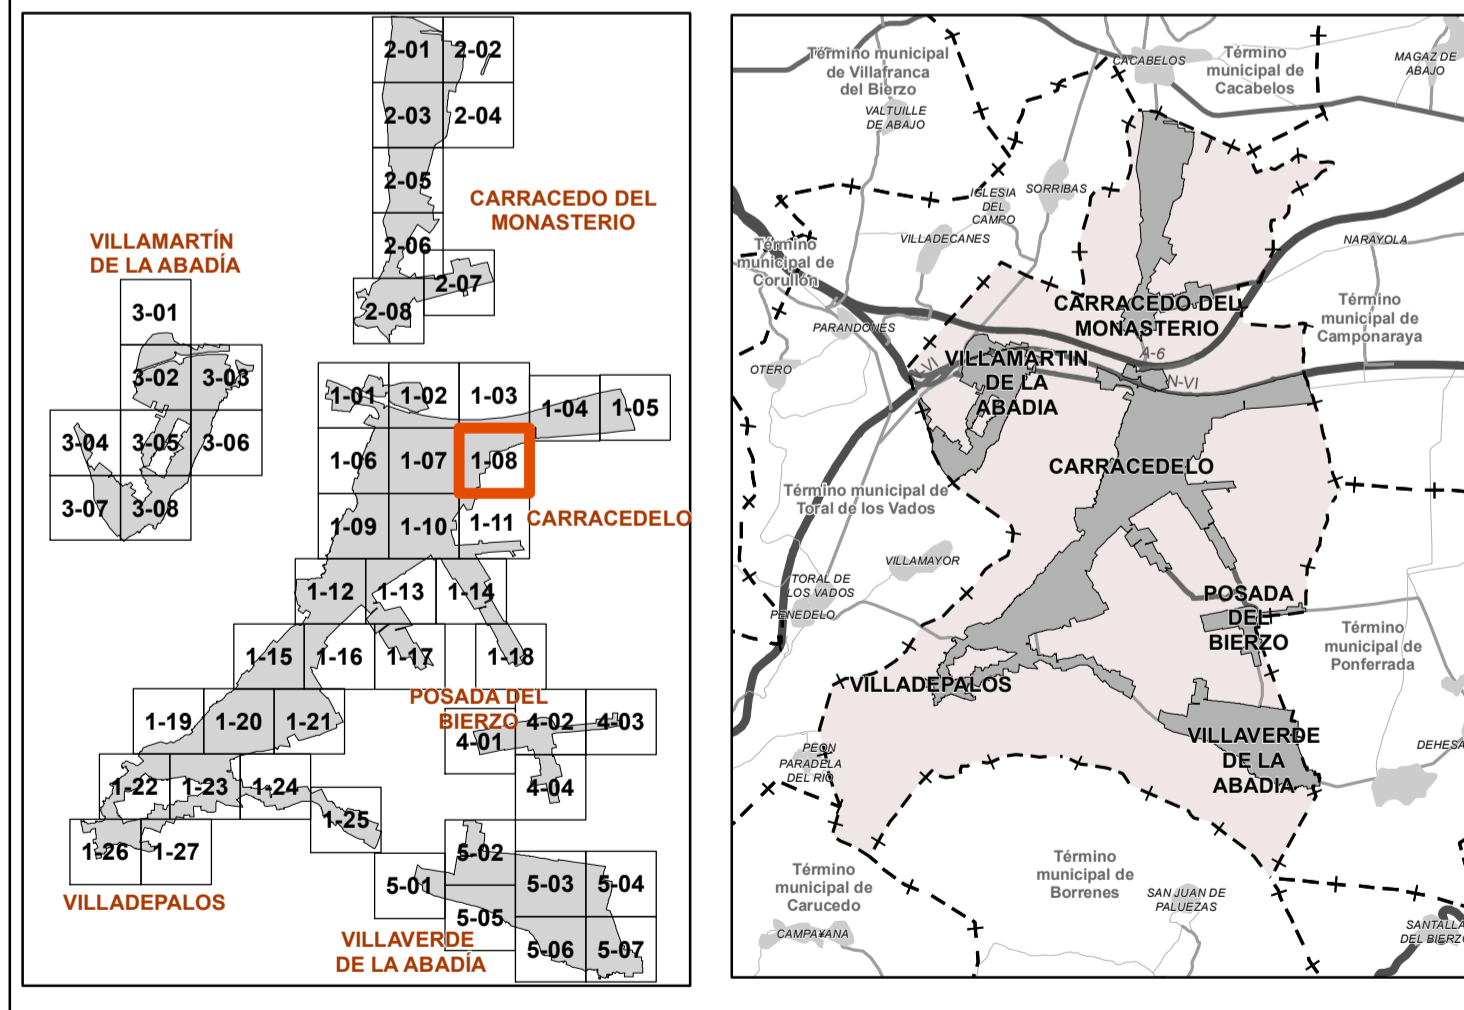 2-01
2-02
2-03
2-04
2-05
2-06
2-07
2-08
CARRACEDO DEL
MONASTERIO
VILLAMARTÍN
DE LA ABADÍA
3-01
3-02
3-03
3-04
3-05
3-06
3-07
3-08
1-01
1-02
1-03
1-04
1-05
1-06
1-07
1-08
1-09
1-10
1-11
CARRACEDELO
1-12
1-13
1-14
1-15
1-16
1-17
1-18
1-19
1-20
1-21
POSADA DEL
BIERZO
4-01
4-02
4-03
4-04
1-22
1-23
1-24
1-25
1-26
1-27
VILLADEPALOS
5-01
5-02
5-03
5-04
5-05
5-06
5-07
VILLAVERDE
DE LA ABADÍA
Término municipal
de Villafranca
del Bierzo
CACABELOS
Término
municipal de
Cacabelos
MAGAZ DE
ABAJO
VALTUILLE
DE ABAJO
IGLESIA
DEL
CAMPO
SORRIBAS
VILLADECANES
NARAYOLA
Término
municipal de
Corullón
PARANDONES
OTERO
CARRACEDO DEL
MONASTERIO
Término
municipal de
Camponaraya
A-6
N-VI
VILLAMARTIN
DE LA
ABADIA
CARRACEDELO
Término municipal de
Toral de los Vados
VILLAMAYOR
TORAL DE
LOS VADOS
PENEDELO
POSADA
DEL
BIERZO
Término
municipal de
Ponferrada
VILLADEPALOS
VILLAVERDE
DE LA
ABADIA
PEON
PARADELA
DEL RÍO
DEHESA
Término
municipal de
Carucedo
CAMPA¥ANA
Término
municipal de
Borrenes
SAN JUAN DE
PALUEZAS
SANTALLA
DEL BIERZO